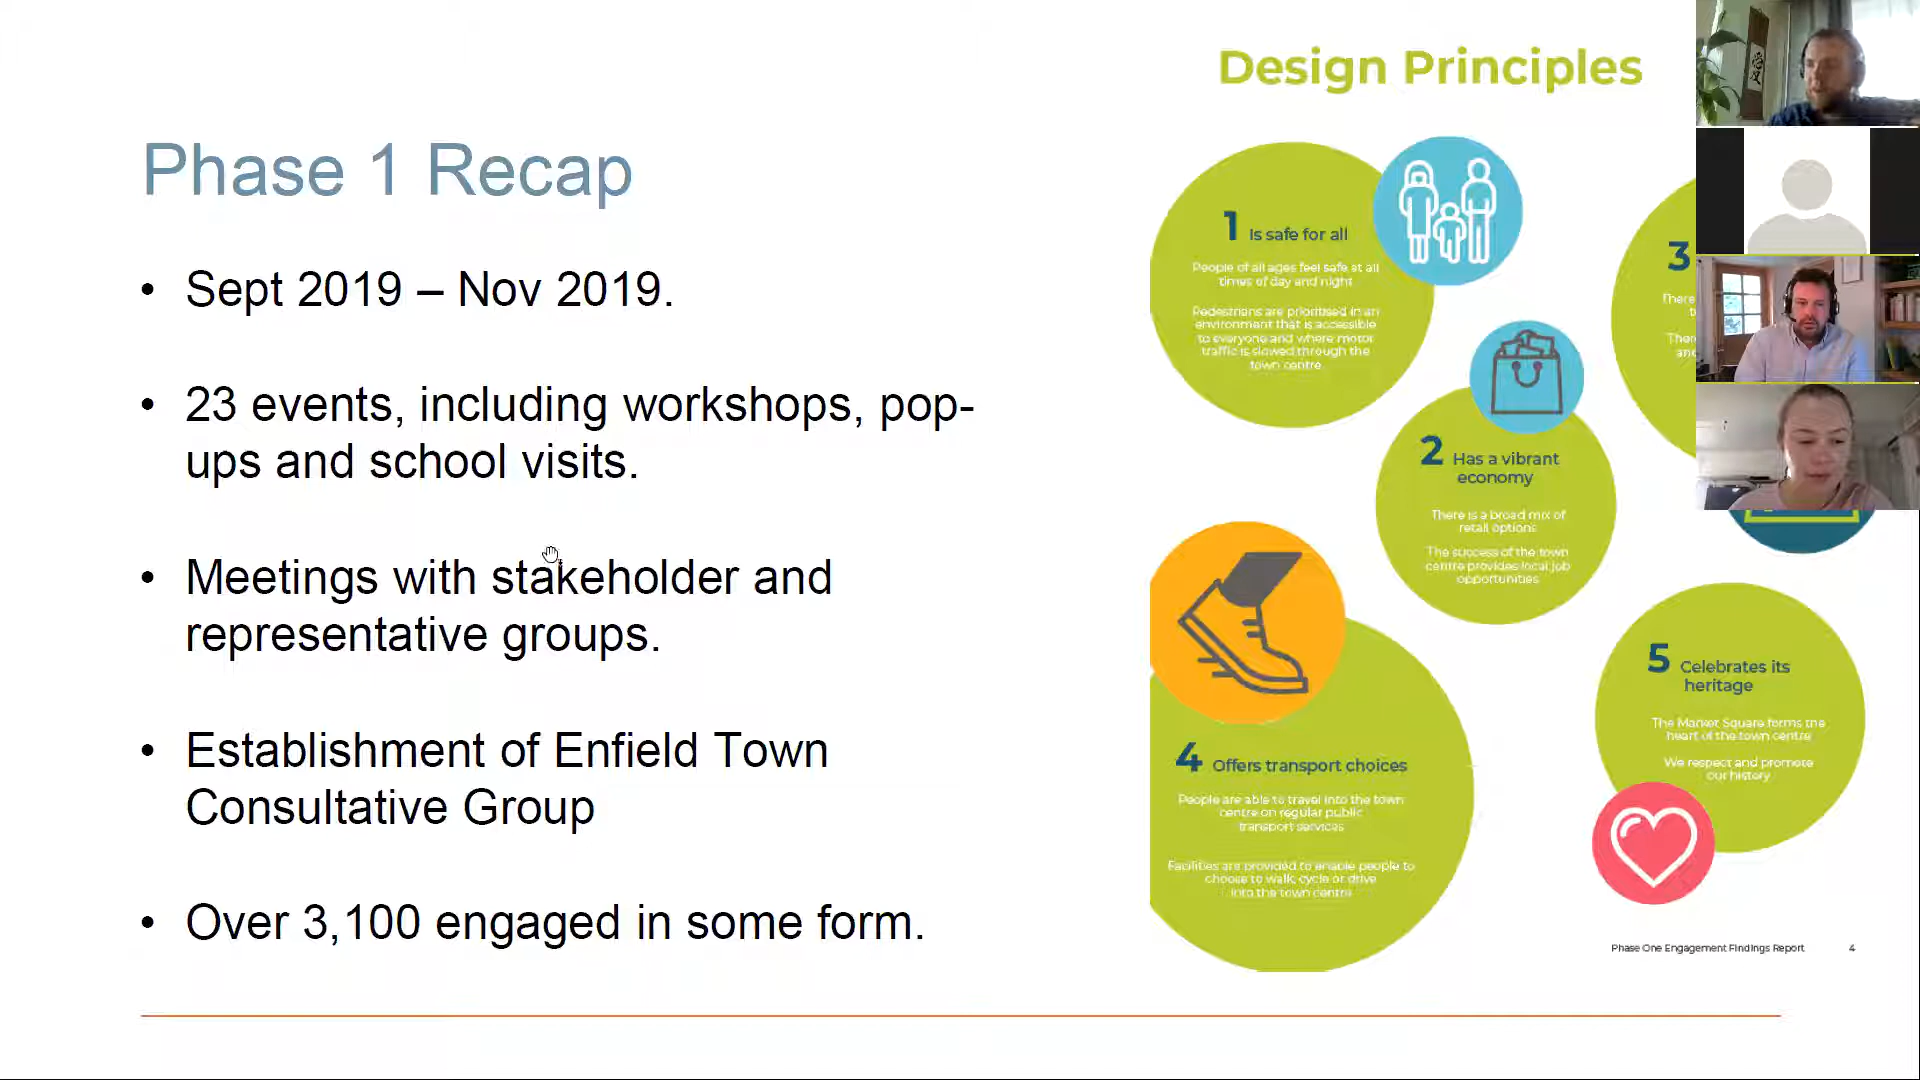 Phase 1 Recap
• Sept 2019 – Nov 2019.
• 23 events, including workshops, pop-
ups and school visits.
• Meetings with stakeholder and
representative groups.
• Establishment of Enfield Town
Consultative Group
• Over 3,100 engaged in some form.
Design Principles
1 Is safe for all
People of all ages feel safe at all
times of day and night
Pedestrians are prioritised in an
environment that is accessible
to everyone and where motor
traffic is slowed through the
town centre
2 Has a vibrant
economy
There is a broad mix of
retail options
The success of the town
centre provides local job
opportunities
3
There
t
Ther
and
4 Offers transport choices
People are able to travel into the town
centre on regular public
transport services
Facilities are provided to enable people to
choose to walk, cycle or drive
into the town centre
5 Celebrates its
heritage
The Market Square forms the
heart of the town centre
We respect and promote
our history
Phase One Engagement Findings Report 4